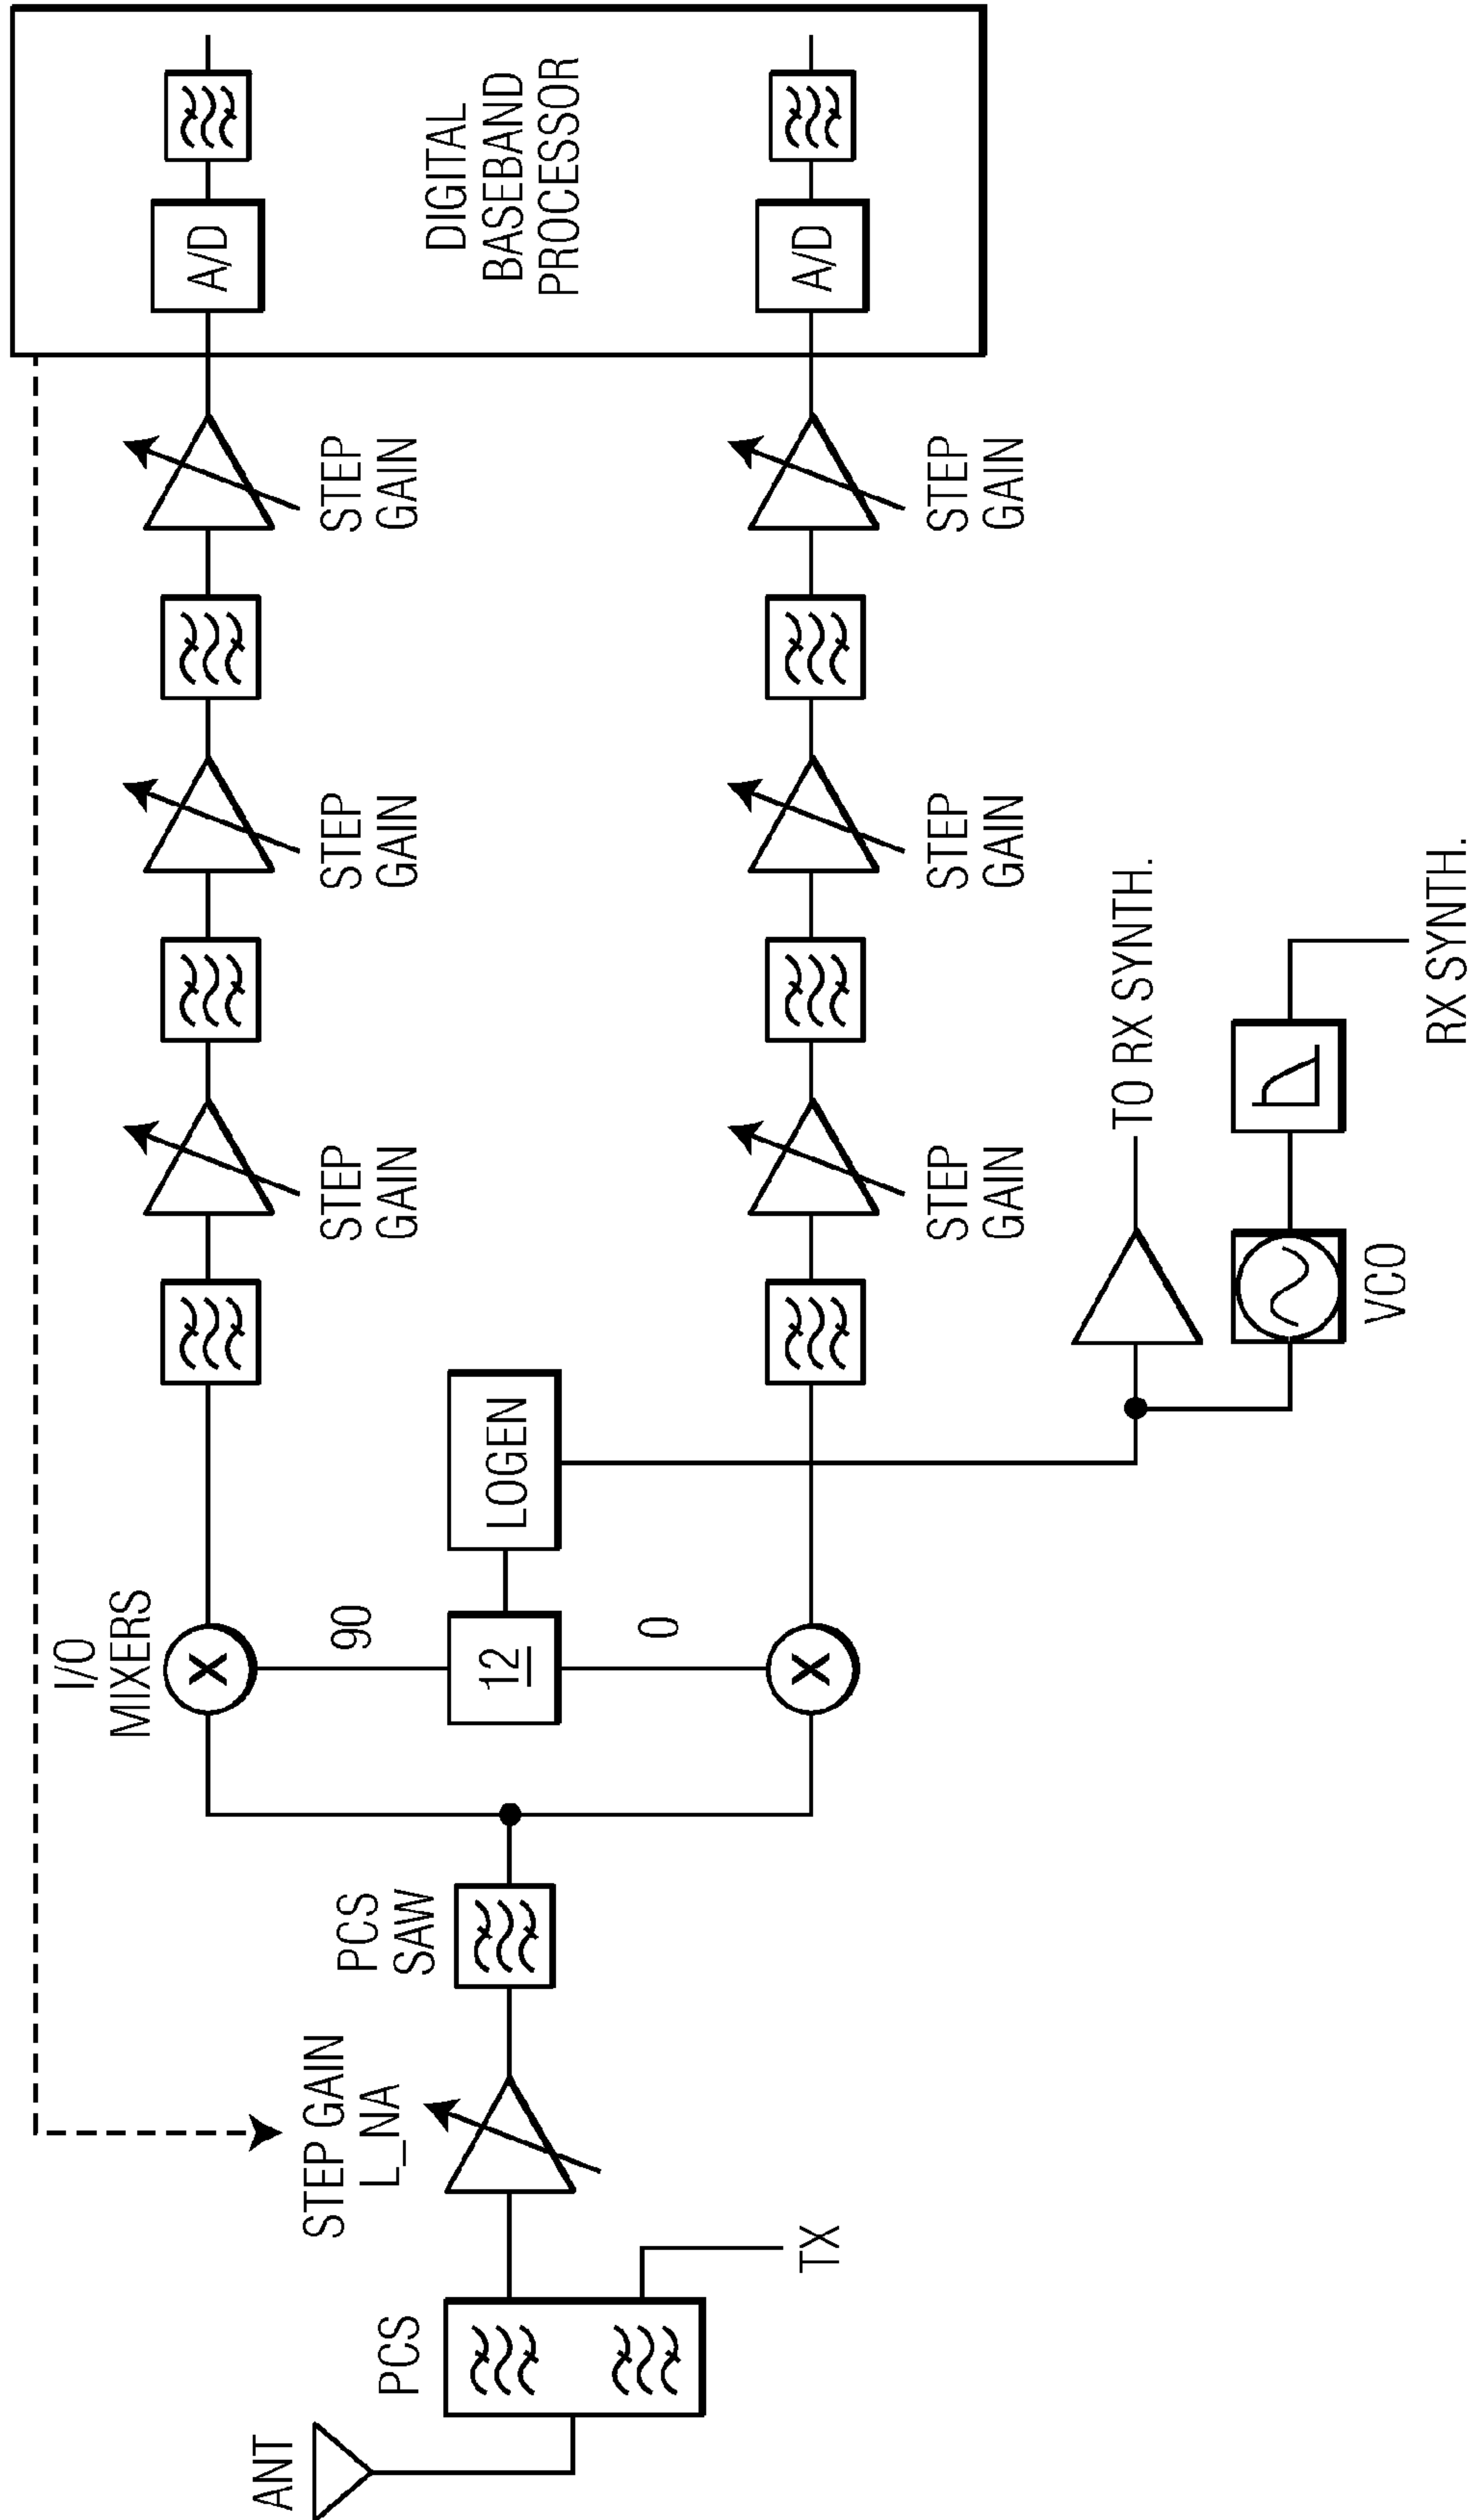 ANT
PCS
TX
STEP GAIN
L_NA
PCS
SAW
I/O
MIXERS
90
12
0
LOGEN
STEP
GAIN
STEP
GAIN
STEP
GAIN
A/D
DIGITAL
BASEBAND
PROCESSOR
STEP
GAIN
STEP
GAIN
STEP
GAIN
A/D
TO RX SYNTH.
VCO
RX SYNTH.